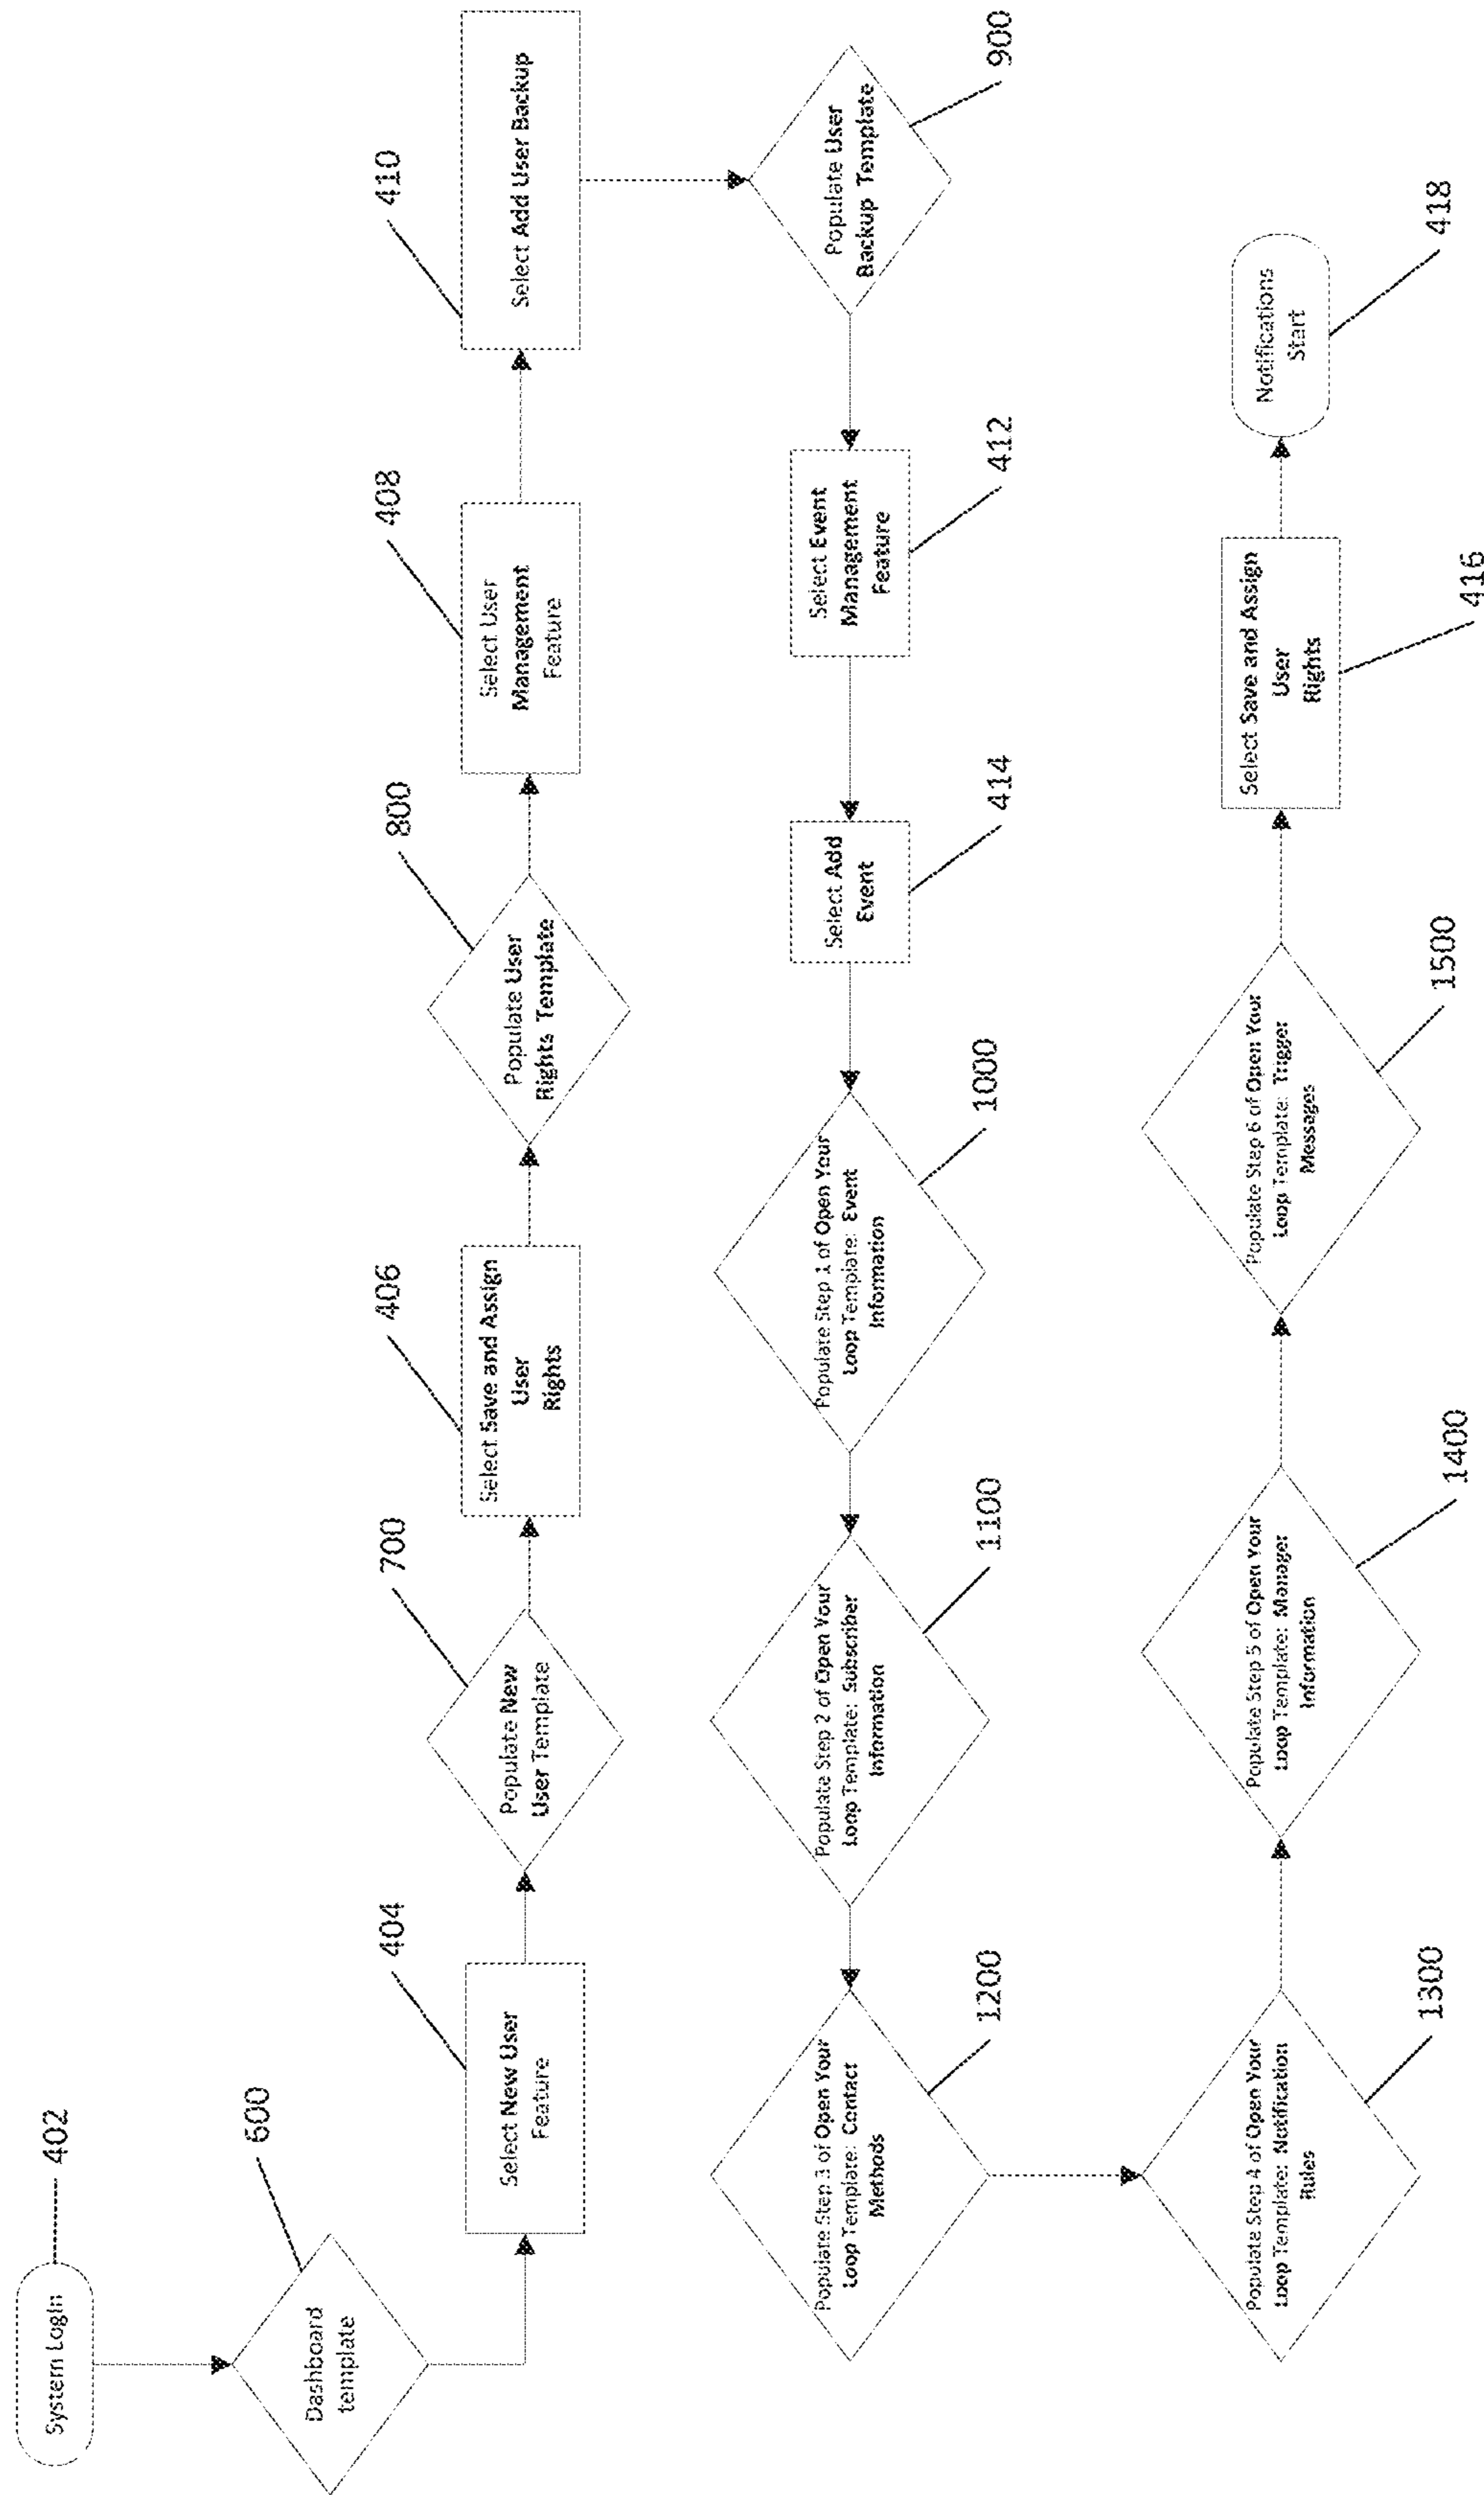 System LogIn
402
Dashboard
template
600
Select New User
Feature
404
Populate New
User Template
700
Select Save and Assign
User
Rights
406
Populate User
Rights Template
800
Select User
Management
Feature
408
Select Add User Backup
410
Populate User
Backup Template
900
Select Event
Management
Feature
412
Select Add
Event
414
Populate Step 1 of Open Your
Loop Template: Event
Information
1000
Populate Step 2 of Open Your
Loop Template: Subscriber
Information
1100
Populate Step 3 of Open Your
Loop Template: Contact
Methods
1200
Populate Step 4 of Open Your
Loop Template: Notification
Rules
1300
Populate Step 5 of Open Your
Loop Template: Manager
Information
1400
Populate Step 6 of Open Your
Loop Template: Trigger
Messages
1500
Select Save and Assign
User
Rights
416
Notifications
Start
418